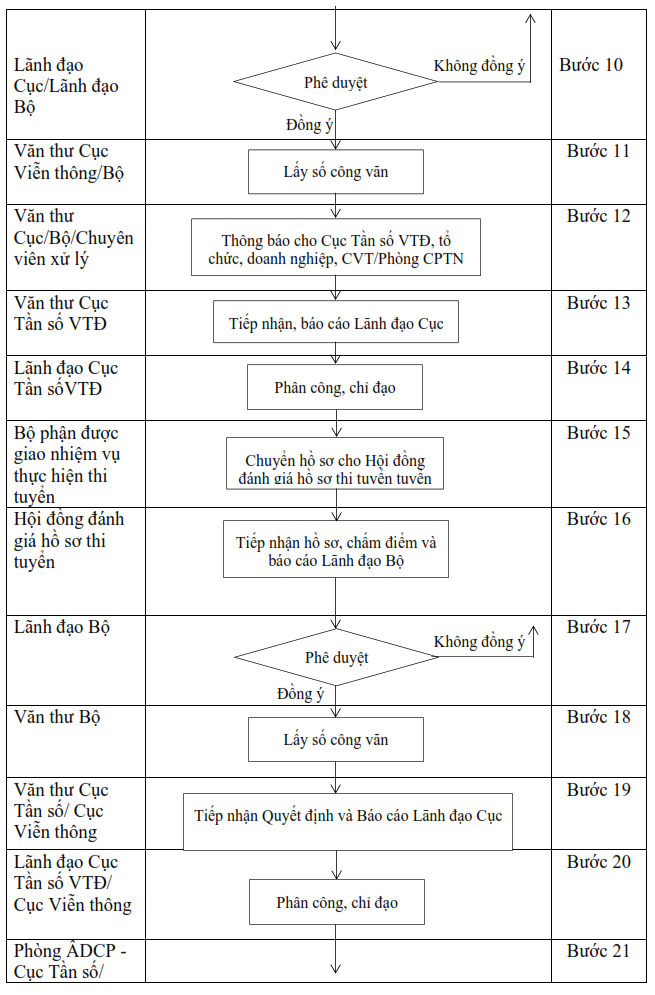 Lãnh đạo
Cục/Lãnh đạo
Bộ
Phê duyệt
Không đồng ý
Đồng ý
Bước 10
Văn thư Cục
Viễn thông/Bộ
Lấy số công văn
Bước 11
Văn thư
Cục/Bộ/Chuyên
viên xử lý
Thông báo cho Cục Tần số VTĐ, tổ
chức, doanh nghiệp, CVT/Phòng CPTN
Bước 12
Văn thư Cục
Tần số VTĐ
Tiếp nhận, báo cáo Lãnh đạo Cục
Bước 13
Lãnh đạo Cục
Tần sốVTĐ
Phân công, chỉ đạo
Bước 14
Bộ phận được
giao nhiệm vụ
thực hiện thi
tuyển
Chuyển hồ sơ cho Hội đồng
đánh giá hồ sơ thi tuyển tuyển
Bước 15
Hội đồng đánh
giá hồ sơ thi
tuyển
Tiếp nhận hồ sơ, chấm điểm và
báo cáo Lãnh đạo Bộ
Bước 16
Lãnh đạo Bộ
Phê duyệt
Không đồng ý
Đồng ý
Bước 17
Văn thư Bộ
Lấy số công văn
Bước 18
Văn thư Cục
Tần số/ Cục
Viễn thông
Tiếp nhận Quyết định và Báo cáo Lãnh đạo Cục
Bước 19
Lãnh đạo Cục
Tần số VTĐ/
Cục Viễn thông
Phân công, chỉ đạo
Bước 20
Phòng ÂDCP -
Cục Tần số/
Bước 21